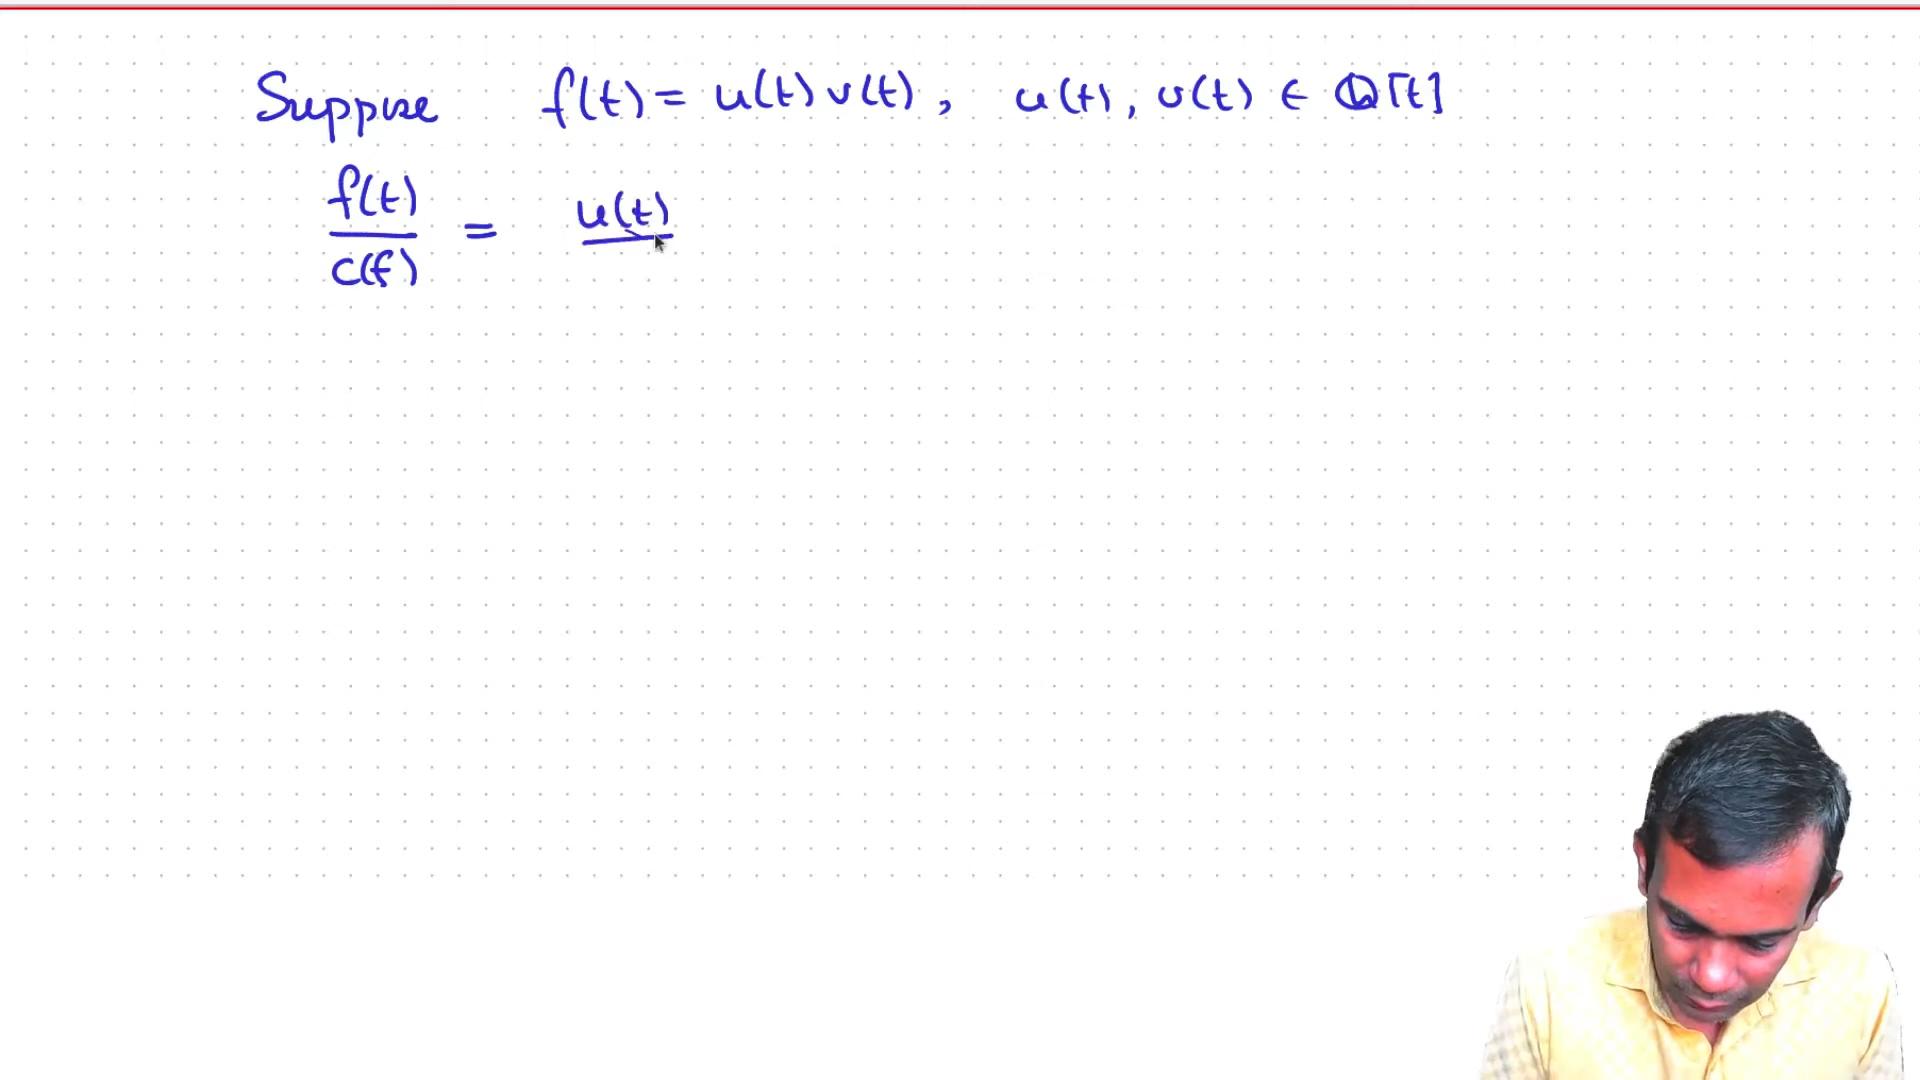 Suppose f(t) = u(t) v(t), u(t), v(t) ∈ ℚ[t]
f(t)/c(f) = u(t)/